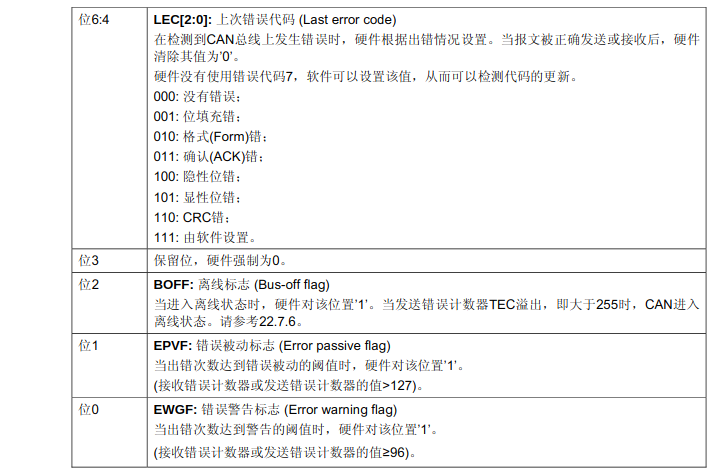 位6:4
LEC[2:0]: 上次错误代码 (Last error code)
在检测到CAN总线上发生错误时，硬件根据出错情况设置。当报文被正确发送或接收后，硬件
清除其值为'0'。
硬件没有使用错误代码7，软件可以设置该值，从而可以检测代码的更新。
000: 没有错误；
001: 位填充错；
010: 格式(Form)错；
011: 确认(ACK)错；
100: 隐性位错；
101: 显性位错；
110: CRC错；
111: 由软件设置。
位3
保留位，硬件强制为0。
位2
BOFF: 离线标志 (Bus-off flag)
当进入离线状态时，硬件对该位置'1'。当发送错误计数器TEC溢出，即大于255时，CAN进入
离线状态。请参考22.7.6。
位1
EPVF: 错误被动标志 (Error passive flag)
当出错次数达到错误被动的阈值时，硬件对该位置'1'。
(接收错误计数器或发送错误计数器的值>127)。
位0
EWGF: 错误警告标志 (Error warning flag)
当出错次数达到警告的阈值时，硬件对该位置'1'。
(接收错误计数器或发送错误计数器的值≥96)。